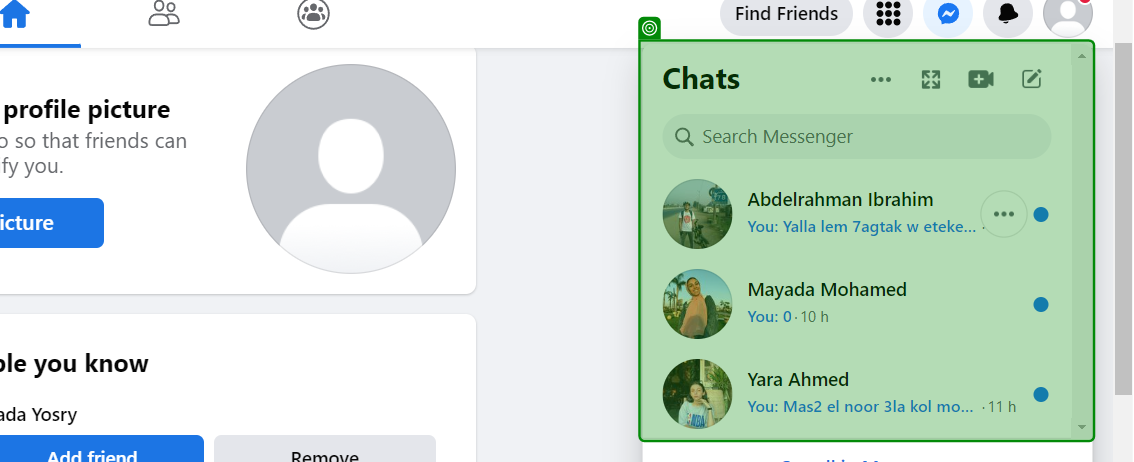 Find Friends
profile picture
o so that friends can
ify you.
icture
ble you know
ada Yosry
Add friend
Remove
Chats
Search Messenger
Abdelrahman Ibrahim
You: Yalla lem 7agtak w eteke... ·
Mayada Mohamed
You: 0 · 10 h
Yara Ahmed
You: Mas2 el noor 3la kol mo... · 11 h